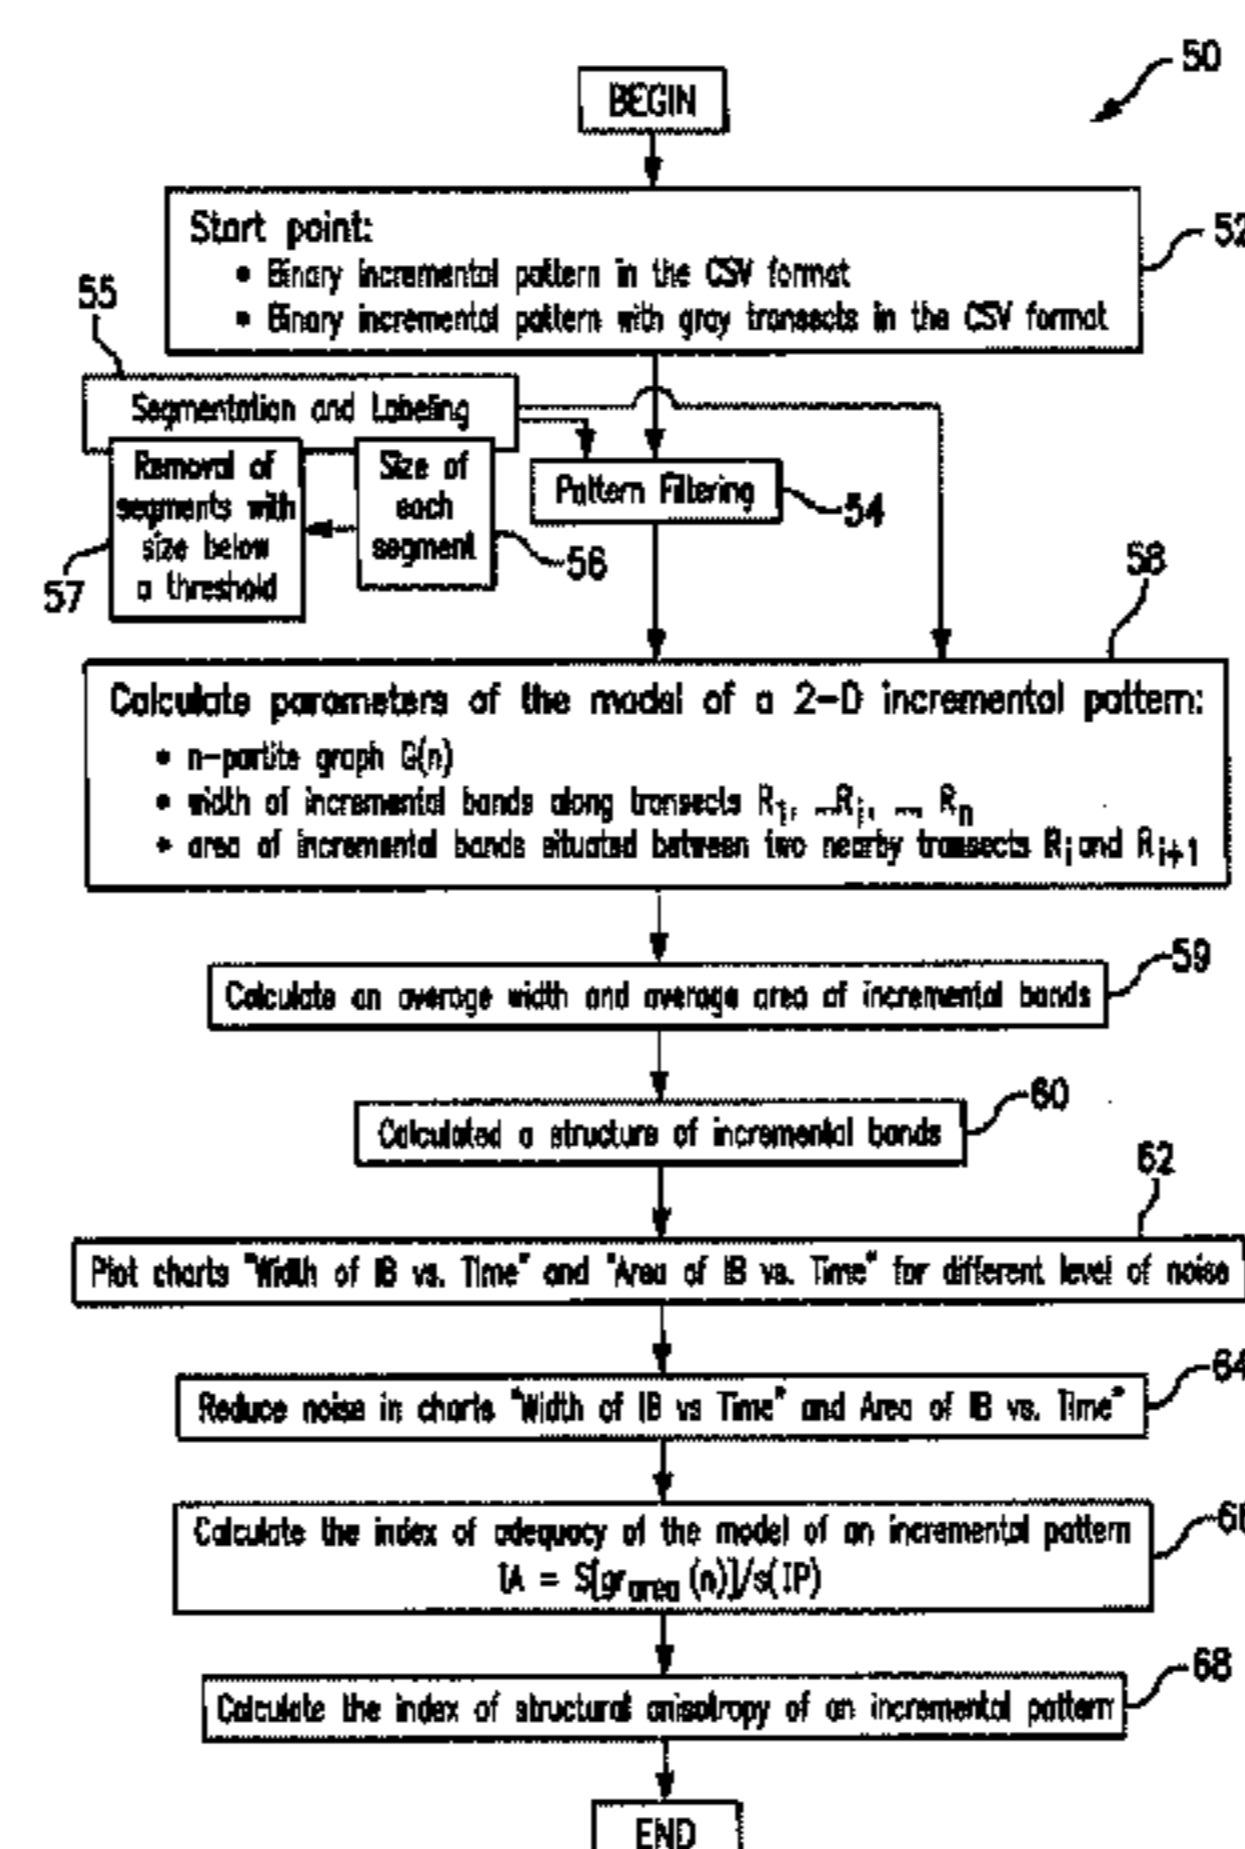 50
BEGIN
Start point:
• Binary incremental pattern in the CSV format
• Binary incremental pattern with gray transects in the CSV format
52
55
Segmentation and Labeling
Removal of
segments with
size below
a threshold
57
Size of
each
segment
56
Pattern Filtering
54
58
Calculate parameters of the model of a 2-D incremental pattern:
• n-partite graph G(n)
• width of incremental bands along transects R1, ...Ri, ... Rn
• area of incremental bands situated between two nearby transects Ri and Ri+1
59
Calculate an average width and average area of incremental bands
60
Calculated a structure of incremental bands
62
Plot charts "Width of IB vs. Time" and "Area of IB vs. Time" for different level of noise
64
Reduce noise in charts "Width of IB vs Time" and Area of IB vs. Time"
66
Calculate the index of adequacy of the model of an incremental pattern
IA = S[gr area (n)]/s(IP)
68
Calculate the index of structural anisotropy of an incremental pattern
END